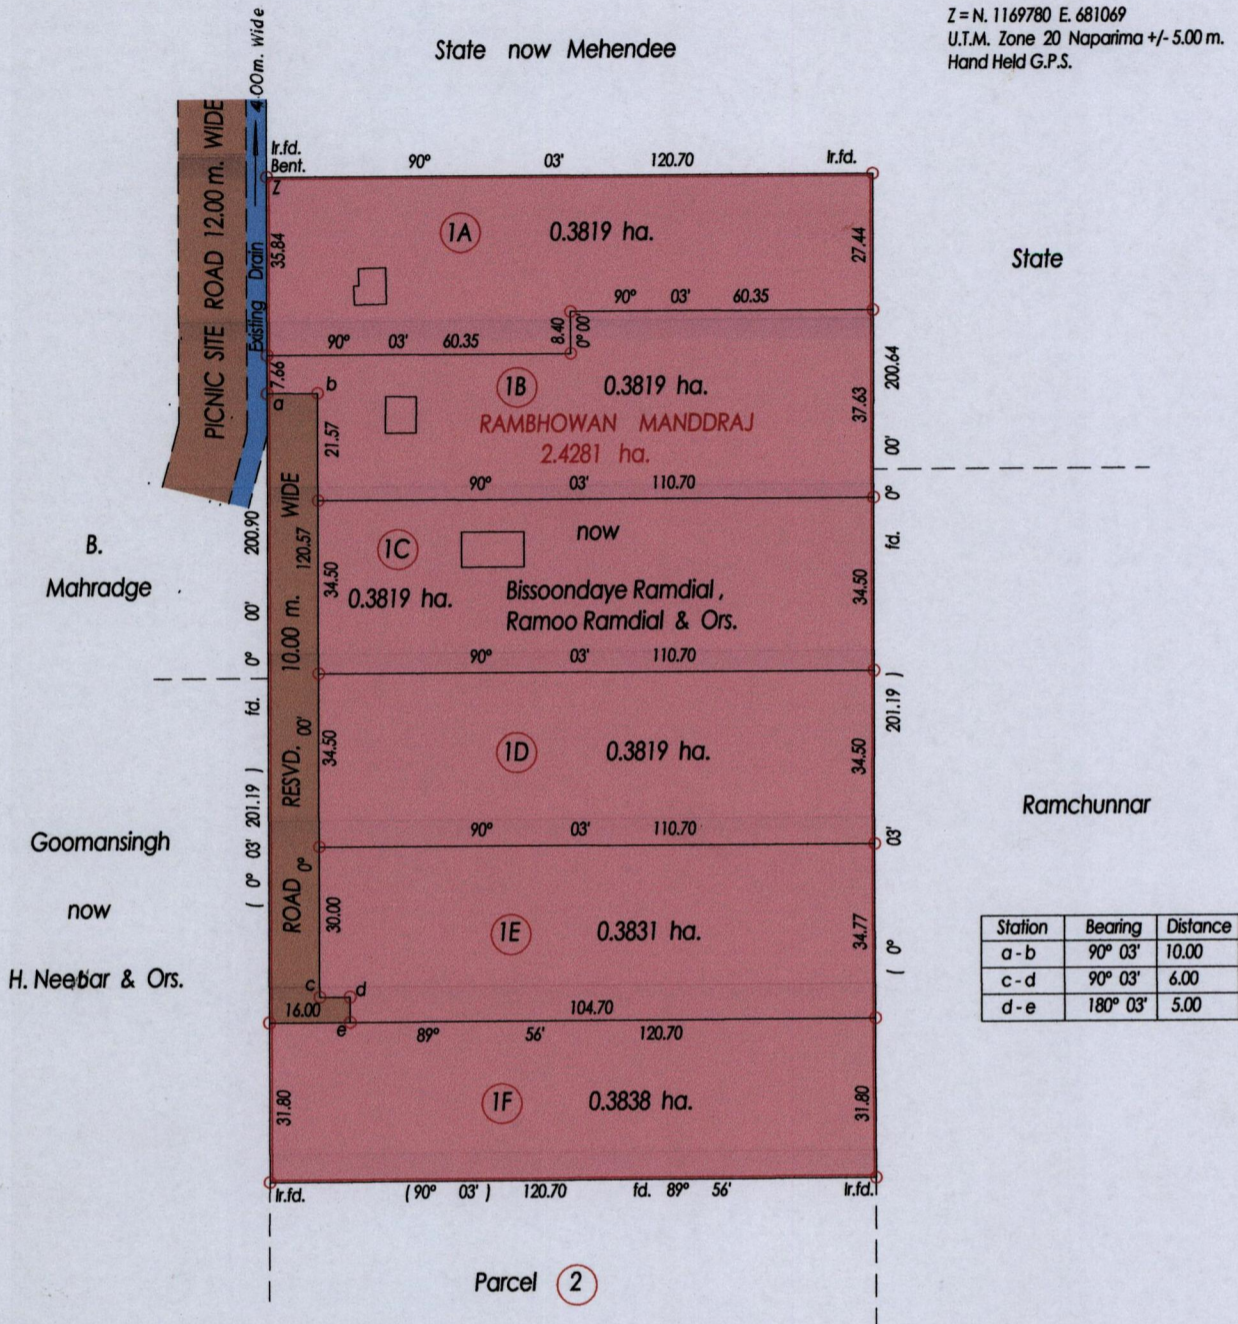 Z = N. 1169780 E. 681069
U.T.M. Zone 20 Naparima +/- 5.00 m.
Hand Held G.P.S.
State now Mehendee
4.00m. Wide
PICNIC SITE ROAD 12.00 m. WIDE
Existing Drain
Ir.fd.
Bent.
90° 03' 120.70
Ir.fd.
Z
35.84
1A 0.3819 ha.
27.44
State
90° 03' 60.35
8.40
0° 00'
90° 03' 60.35
7.66
a
b
1B 0.3819 ha.
37.63
RAMBHOWAN MANDDRAJ
2.4281 ha.
21.57
90° 03' 110.70
now
1C
0.3819 ha.
34.50
34.50
Bissoondaye Ramdial ,
Ramoo Ramdial & Ors.
90° 03' 110.70
B.
Mahradge
( 0° 03' 201.19 ) fd. 0° 00' 200.90
ROAD RESVD. 10.00 m. WIDE
0° 00' 120.57
( 0° 03' 201.19 ) fd. 0° 00' 200.64
34.50
1D 0.3819 ha.
34.50
90° 03' 110.70
Goomansingh
now
H. Neebar & Ors.
Ramchunnar
30.00
1E 0.3831 ha.
34.77
c
d
16.00
e
104.70
89° 56' 120.70
Station Bearing Distance
a - b 90° 03' 10.00
c - d 90° 03' 6.00
d - e 180° 03' 5.00
31.80
1F 0.3838 ha.
31.80
Ir.fd.
( 90° 03' ) 120.70 fd. 89° 56'
Ir.fd.
Parcel 2